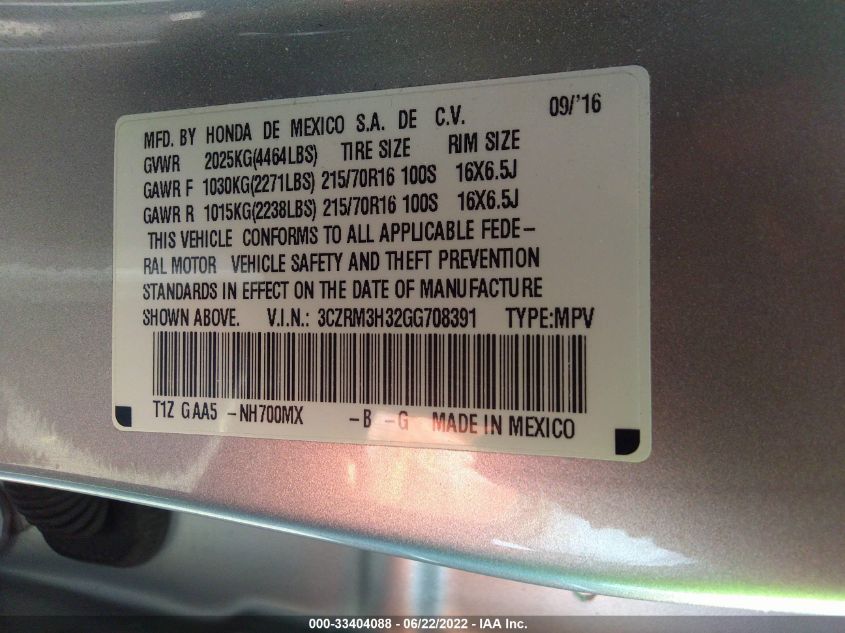 MFD. BY HONDA DE MEXICO S.A. DE C.V. 09/'16
GVWR 2025KG(4464LBS) TIRE SIZE RIM SIZE
GAWR F 1030KG(2271LBS) 215/70R16 100S 16X6.5J
GAWR R 1015KG(2238LBS) 215/70R16 100S 16X6.5J
THIS VEHICLE CONFORMS TO ALL APPLICABLE FEDE-
RAL MOTOR VEHICLE SAFETY AND THEFT PREVENTION
STANDARDS IN EFFECT ON THE DATE OF MANUFACTURE
SHOWN ABOVE. V.I.N.: 3CZRM3H32GG708391 TYPE:MPV
T1Z GAA5 -NH700MX -B -G MADE IN MEXICO
000-33404088 - 06/22/2022 - IAA Inc.